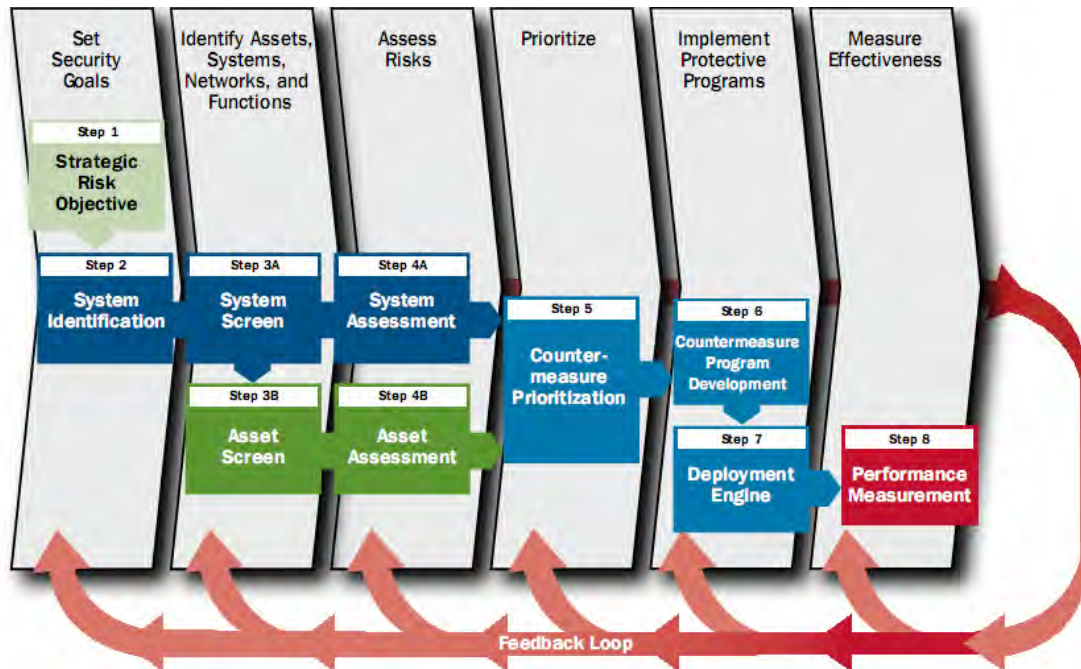 Set
Security
Goals
Identify Assets,
Systems,
Networks, and
Functions
Assess
Risks
Prioritize
Implement
Protective
Programs
Measure
Effectiveness
Step 1
Strategic
Risk
Objective
Step 2
System
Identification
Step 3A
System
Screen
Step 4A
System
Assessment
Step 3B
Asset
Screen
Step 4B
Asset
Assessment
Step 5
Counter-
measure
Prioritization
Step 6
Countermeasure
Program
Development
Step 7
Deployment
Engine
Step 8
Performance
Measurement
Feedback Loop